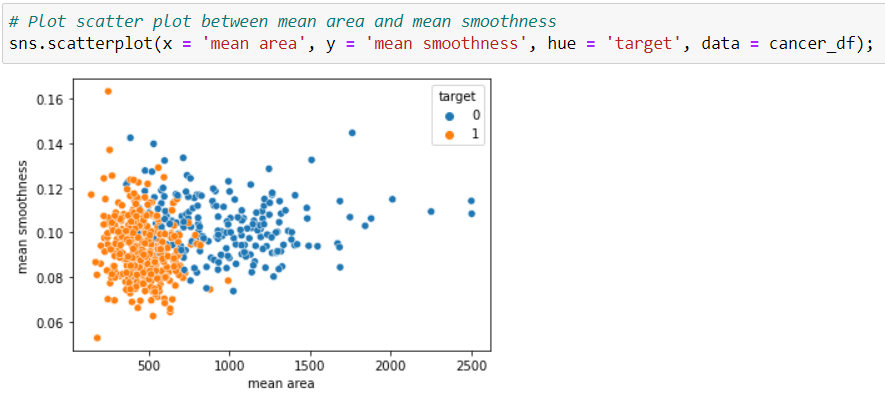 # Plot scatter plot between mean area and mean smoothness
sns.scatterplot(x = 'mean area', y = 'mean smoothness', hue = 'target', data = cancer_df);
target
0
1
0.16
0.14
0.12
0.10
0.08
0.06
mean smoothness
500 1000 1500 2000 2500
mean area